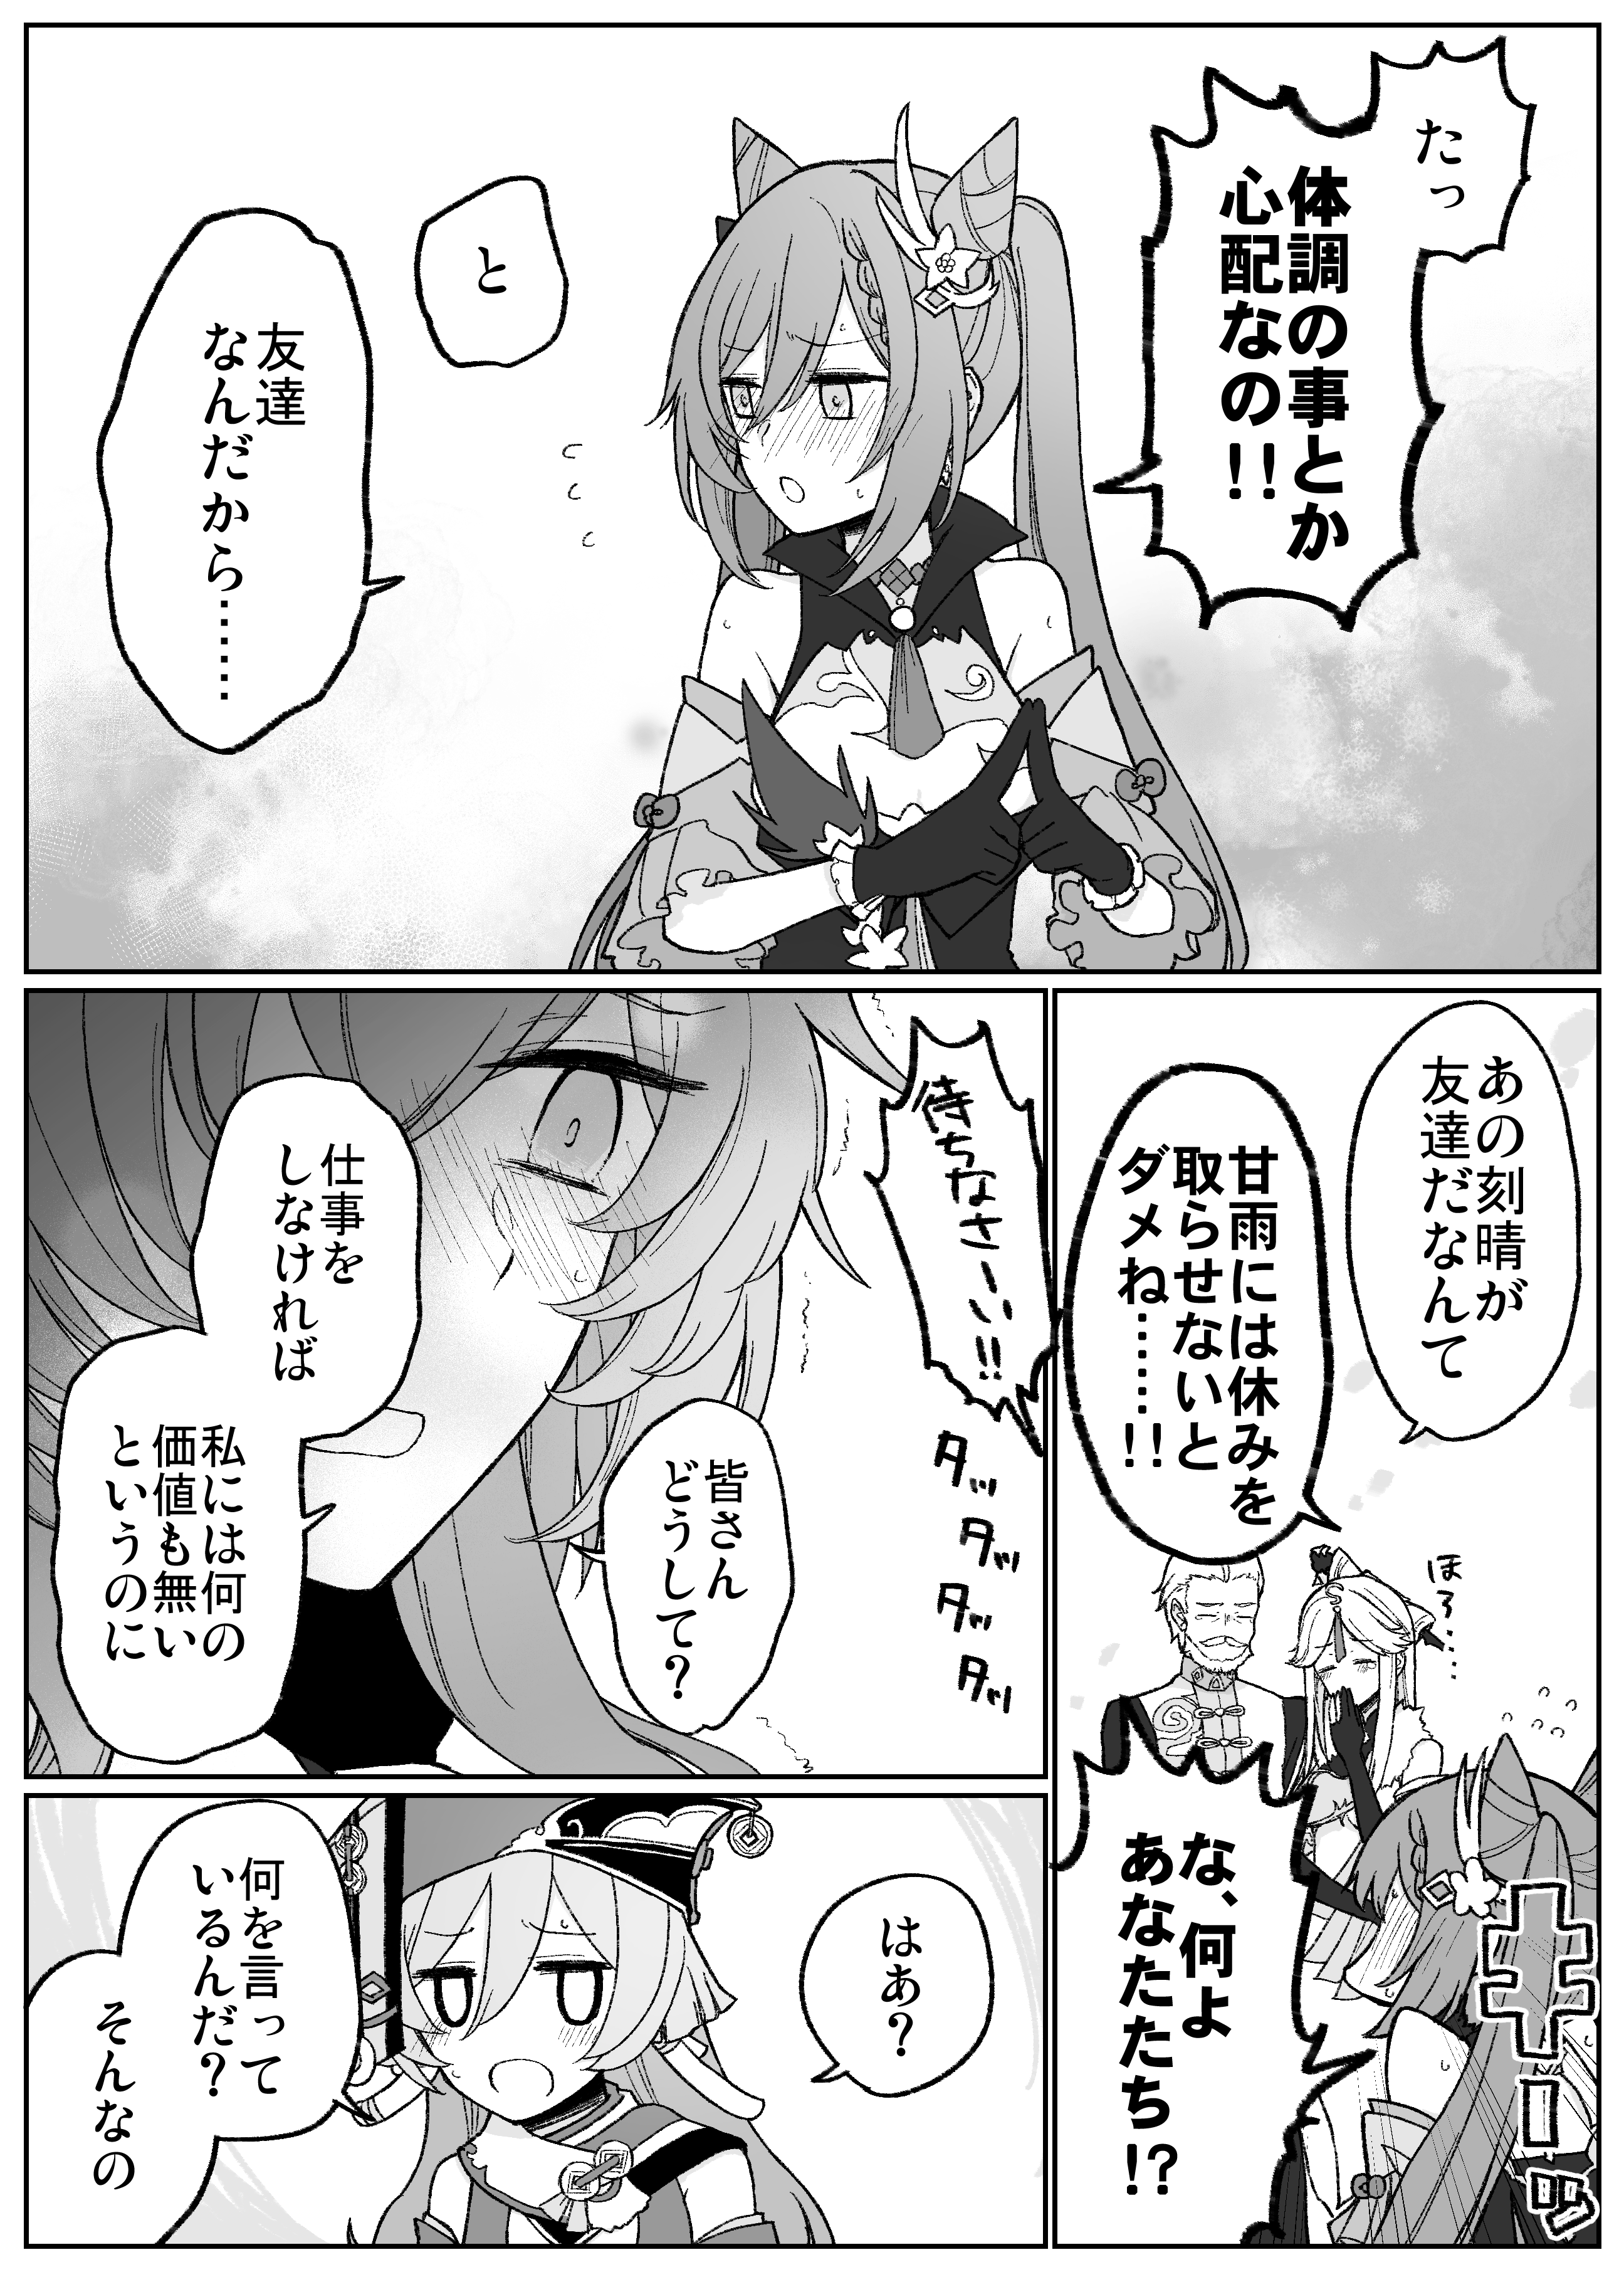 たっ
体調の事とか
心配なの!!
と
友達
なんだから……
あの刻晴が
友達だなんて
甘雨には休みを
取らせないと
ダメね……!!
ほろ…
な、何よ
あなたたち!?
キーッ
待ちなさーい!!
タッ
タッ
タッ
タッ
皆さん
どうして?
仕事を
しなければ
私には何の
価値も無い
というのに
はあ?
何を言って
いるんだ?
そんなの